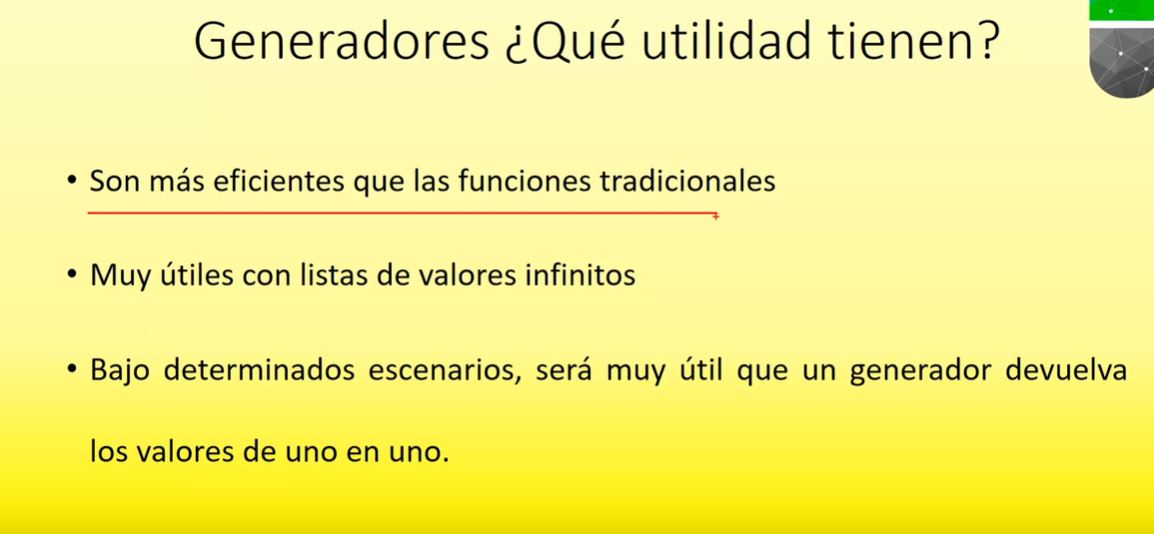 Generadores ¿Qué utilidad tienen?
• Son más eficientes que las funciones tradicionales
• Muy útiles con listas de valores infinitos
• Bajo determinados escenarios, será muy útil que un generador devuelva
los valores de uno en uno.